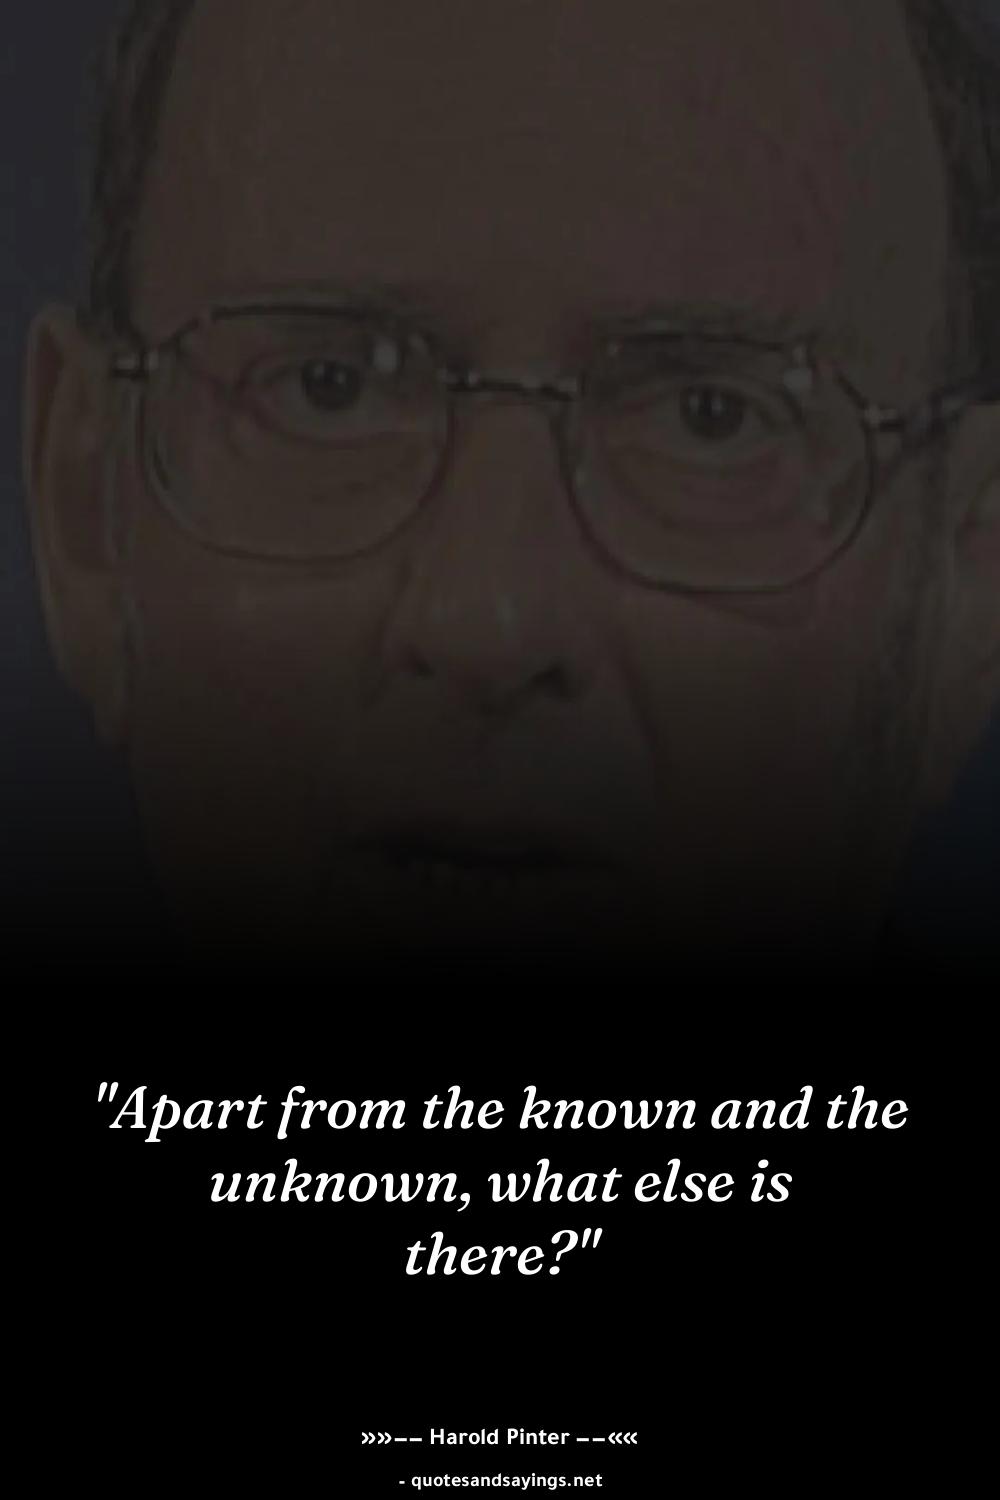 "Apart from the known and the
unknown, what else is
there?"
»»−− Harold Pinter −−««
- quotesandsayings.net